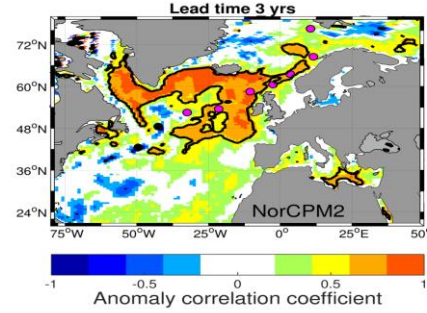 Lead time 3 yrs
72°N
60°N
48°N
36°N
24°N
NorCPM2
75°W
50°W
25°W
0°
25°E
50°E
-1
-0.5
0
0.5
1
Anomaly correlation coefficient